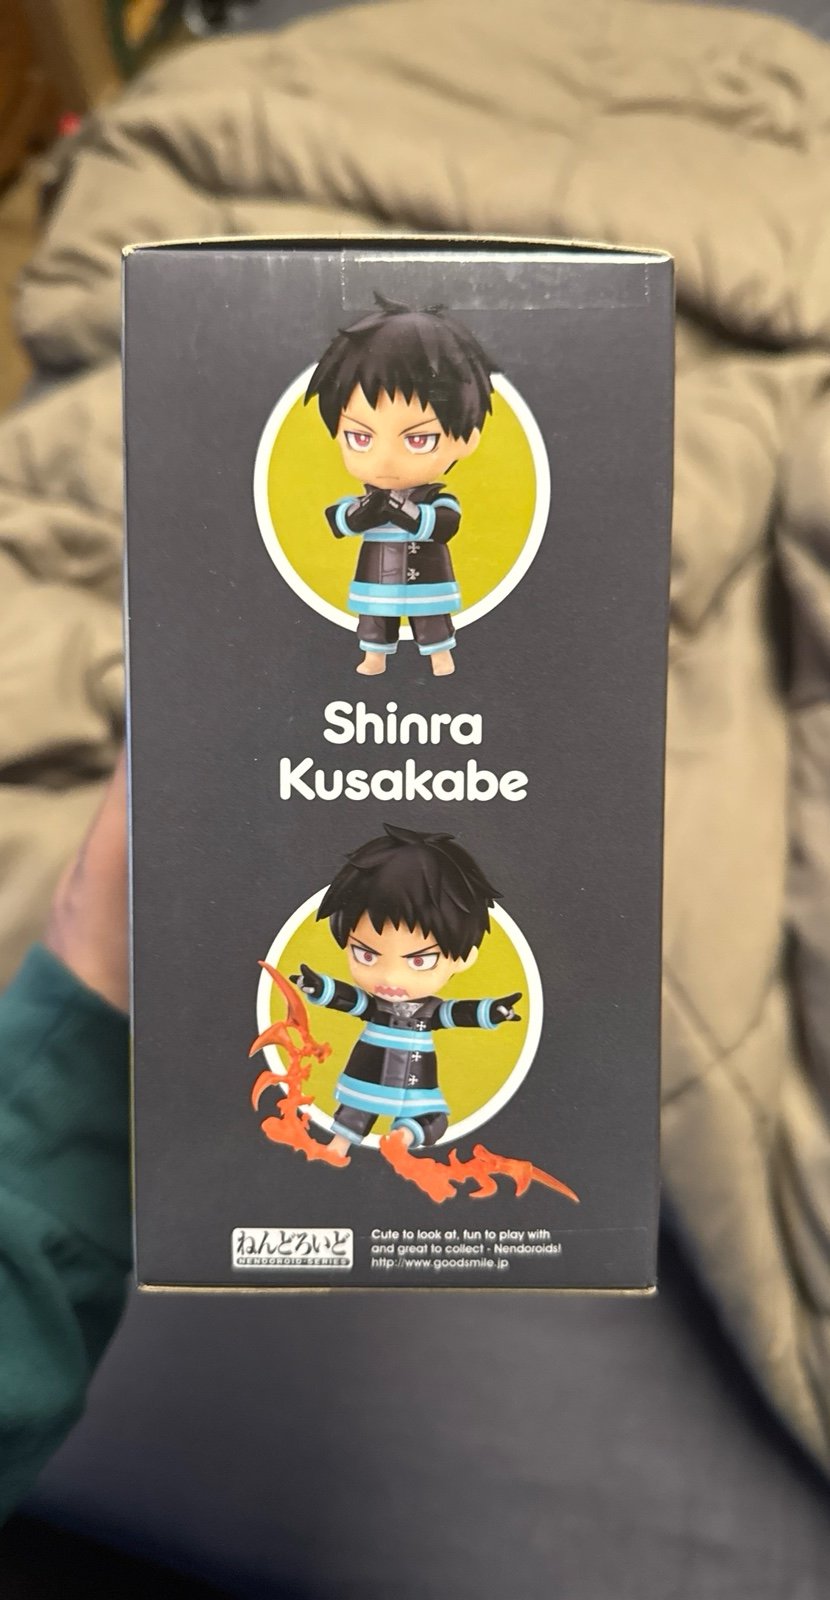 Shinra
Kusakabe
ねんどろいど
NENDOROID-SERIES
Cute to look at, fun to play with
and great to collect - Nendoroids!
http://www.goodsmile.jp